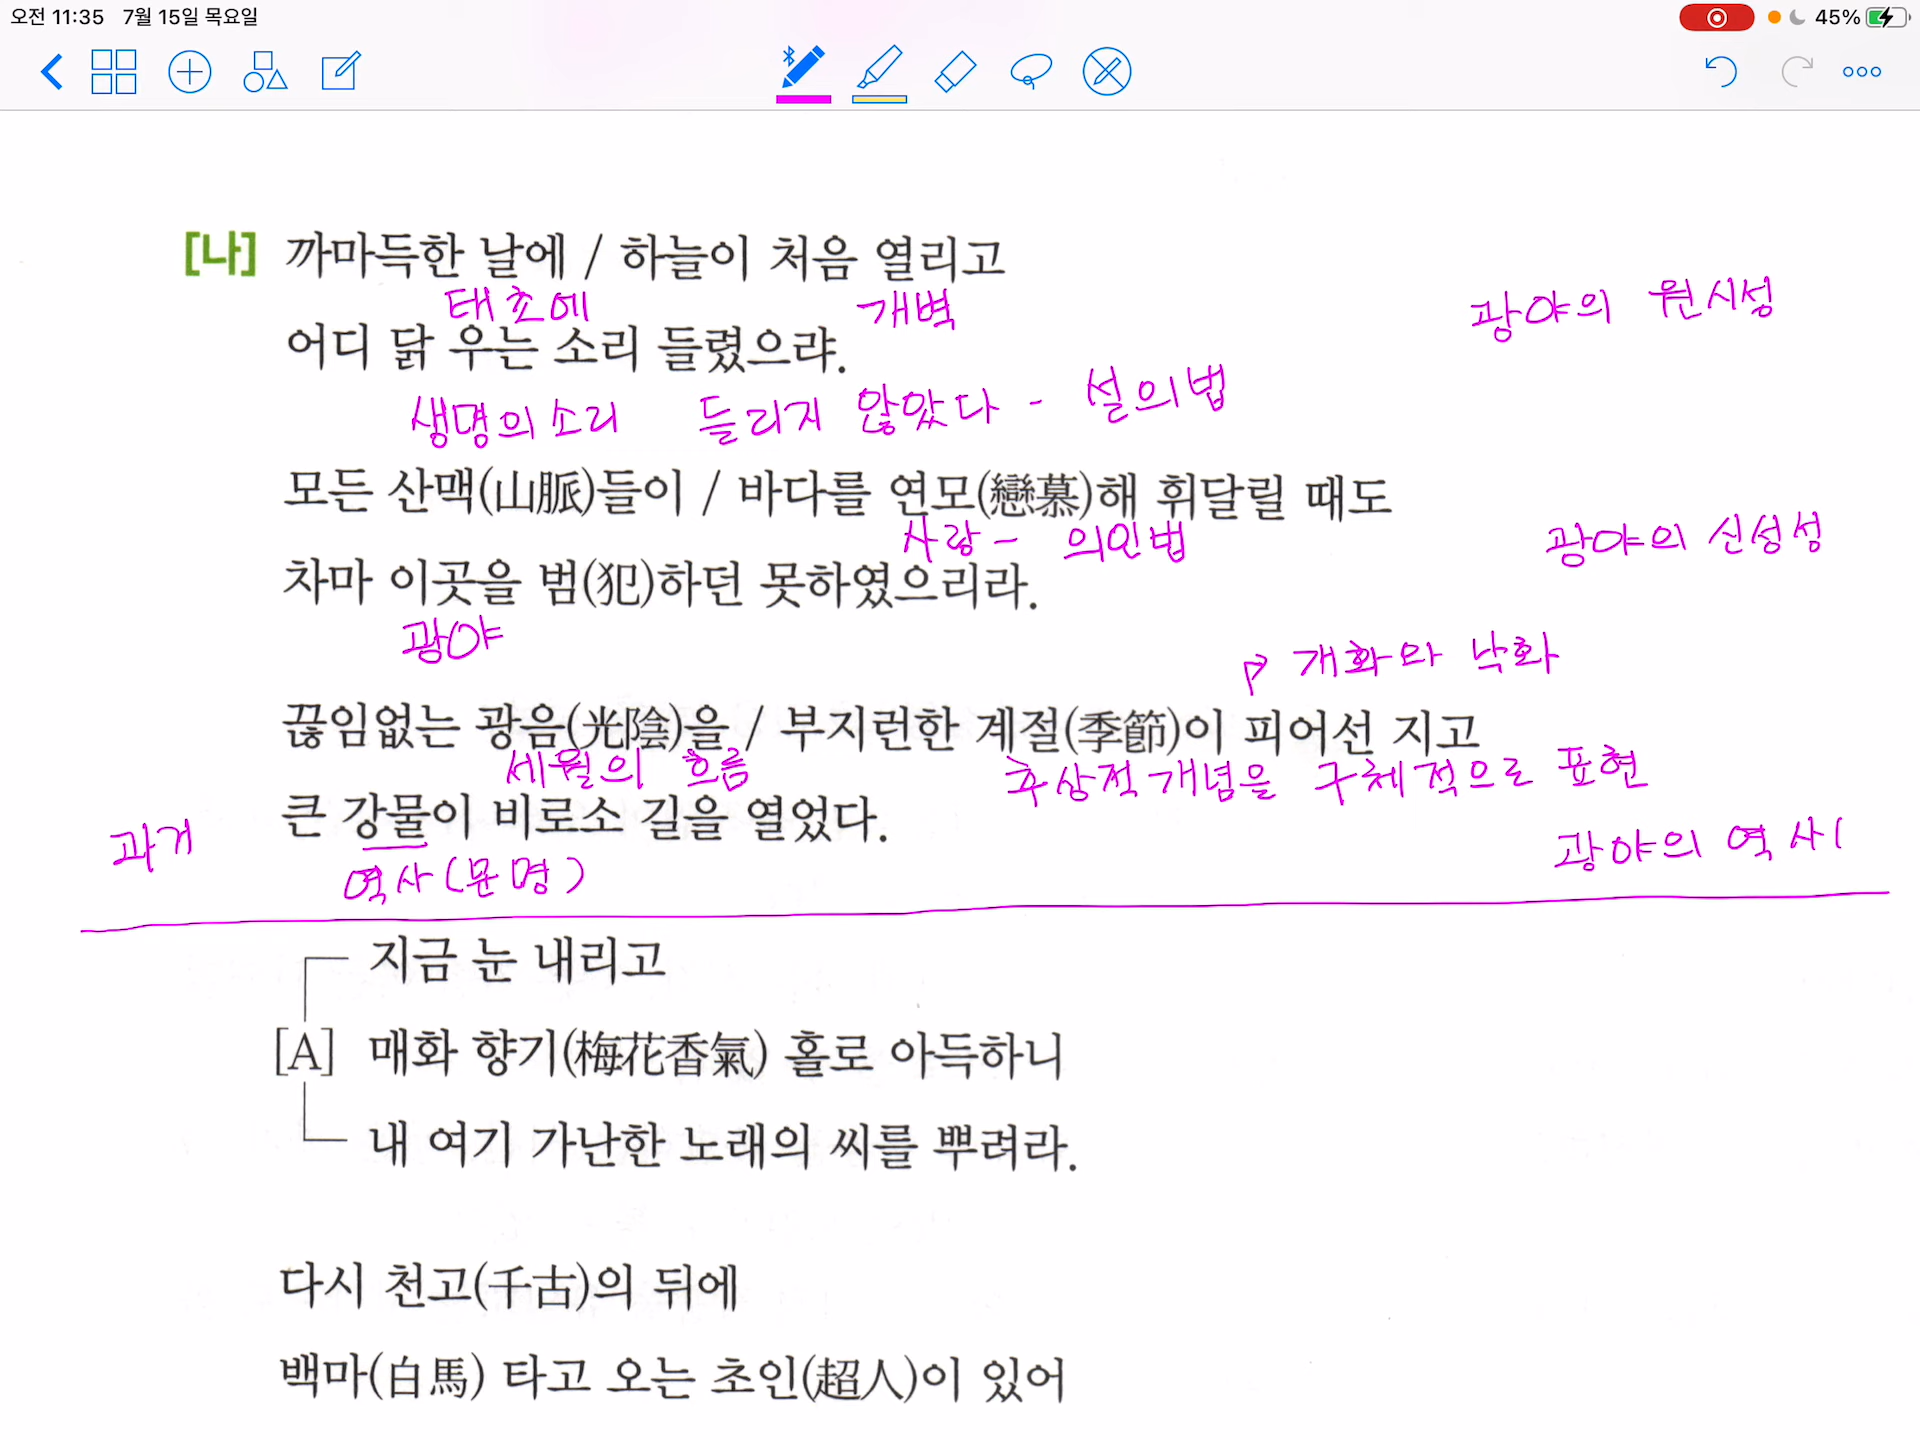 오전 11:35 7월 15일 목요일
45%
[나] 까마득한 날에 / 하늘이 처음 열리고
태초에 개벽
광야의 원시성
어디 닭 우는 소리 들렸으랴.
생명의 소리 들리지 않았다 - 설의법
모든 산맥(山脈)들이 / 바다를 연모(戀慕)해 휘달릴 때도
사랑 - 의인법
광야의 신성성
차마 이곳을 범(犯)하던 못하였으리라.
광야
개화와 낙화
끊임없는 광음(光陰)을 / 부지런한 계절(季節)이 피어선 지고
세월의 흐름 추상적 개념을 구체적으로 표현
큰 강물이 비로소 길을 열었다.
과거
광야의 역사
역사(문명)
지금 눈 내리고
[A] 매화 향기(梅花香氣) 홀로 아득하니
내 여기 가난한 노래의 씨를 뿌려라.
다시 천고(千古)의 뒤에
백마(白馬) 타고 오는 초인(超人)이 있어